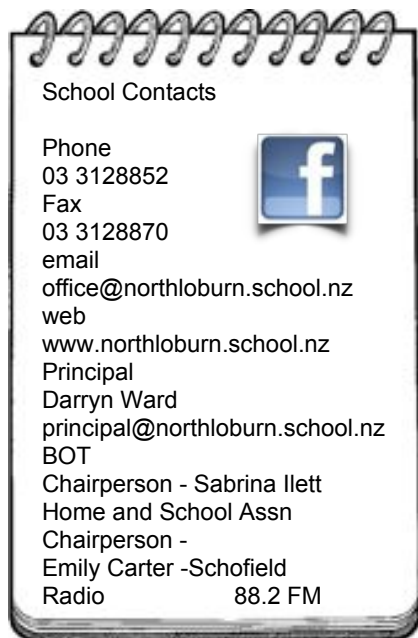 School Contacts
Phone
03 3128852
Fax
03 3128870
email
office@northloburn.school.nz
web
www.northloburn.school.nz
Principal
Darryn Ward
principal@northloburn.school.nz
BOT
Chairperson - Sabrina Ilett
Home and School Assn
Chairperson -
Emily Carter -Schofield
Radio 88.2 FM